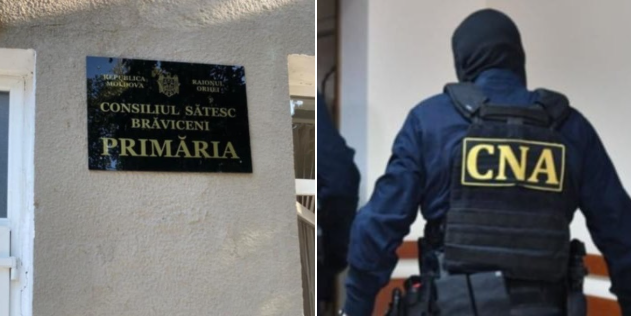 REPUBLICA
MOLDOVA
RAIONUL
ORHEI
CONSILIUL SĂTESC
BRĂVICENI
PRIMĂRIA
CNA